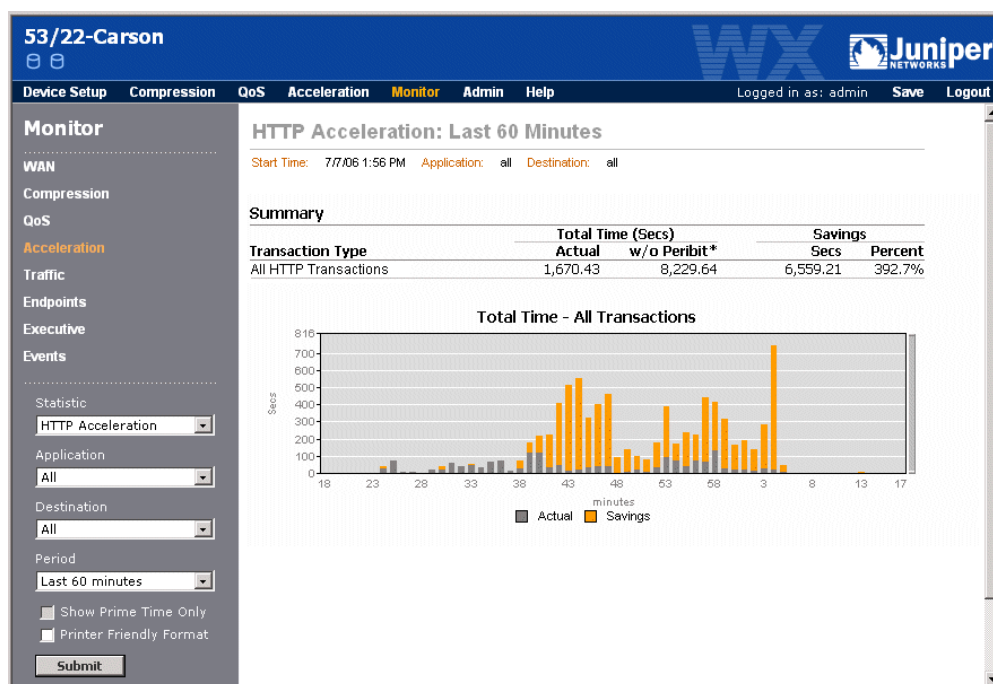 53/22-Carson
WX
Juniper
NETWORKS
Device Setup Compression QoS Acceleration Monitor Admin Help Logged in as: admin Save Logout
Monitor
WAN
Compression
QoS
Acceleration
Traffic
Endpoints
Executive
Events
Statistic
HTTP Acceleration
Application
All
Destination
All
Period
Last 60 minutes
Show Prime Time Only
Printer Friendly Format
Submit
HTTP Acceleration: Last 60 Minutes
Start Time: 7/7/06 1:56 PM Application: all Destination: all
Summary
Total Time (Secs) Savings
Transaction Type Actual w/o Peribit* Secs Percent
All HTTP Transactions 1,670.43 8,229.64 6,559.21 392.7%
Total Time - All Transactions
816
700
600
500
400
300
200
100
0
Secs
18 23 28 33 38 43 48 53 58 3 8 13 17
minutes
Actual Savings